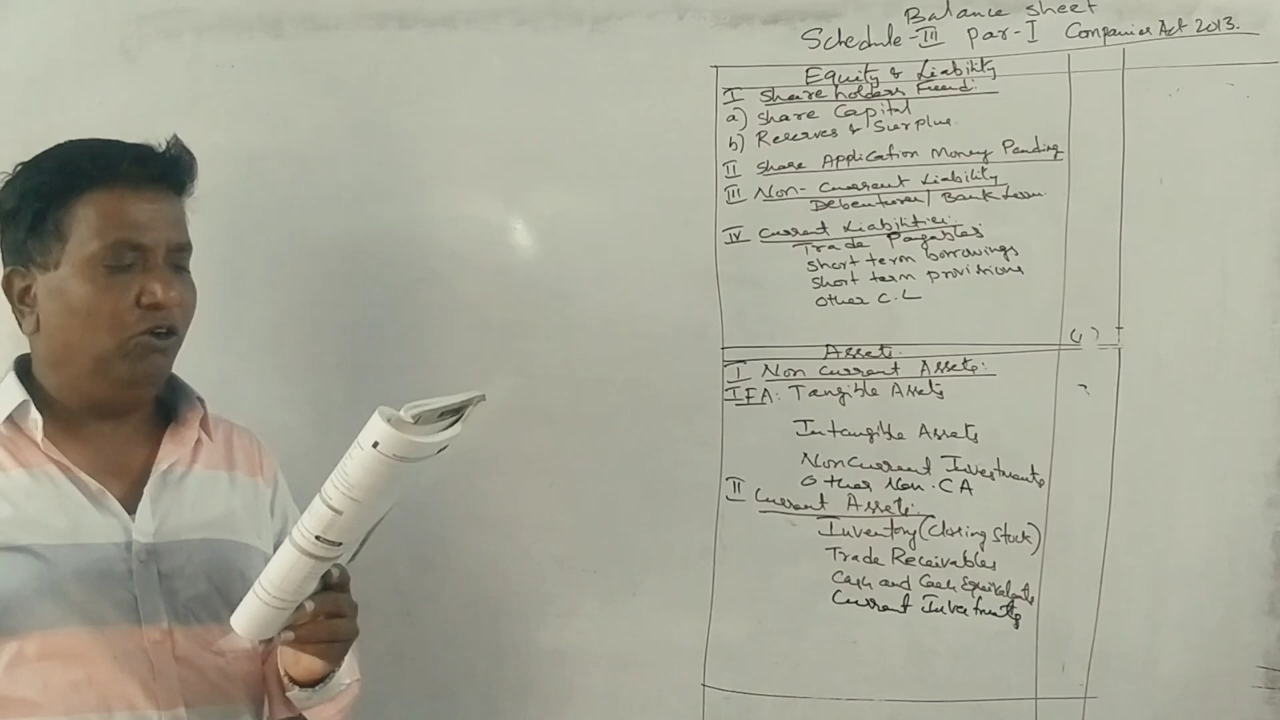 Balance sheet
Schedule-III par-I Companies Act 2013.
Equity & Liability
I Share holders Fund:
a) Share Capital
b) Reserves & Surplus
II Share Application Money Pending
III Non-Current Liability
Debentures/Bank term
IV Current Liabilities:
Trade Payables
Short term borrowings
Short term provisions
Other C.L
Assets
I Non Current Assets:
I FA: Tangible Assets
Intangible Assets
Noncurrent Investments
Other Non.CA
II Current Assets:
Inventory (Closing Stock)
Trade Receivables
Cash and Cash Equivalents
Current Investments